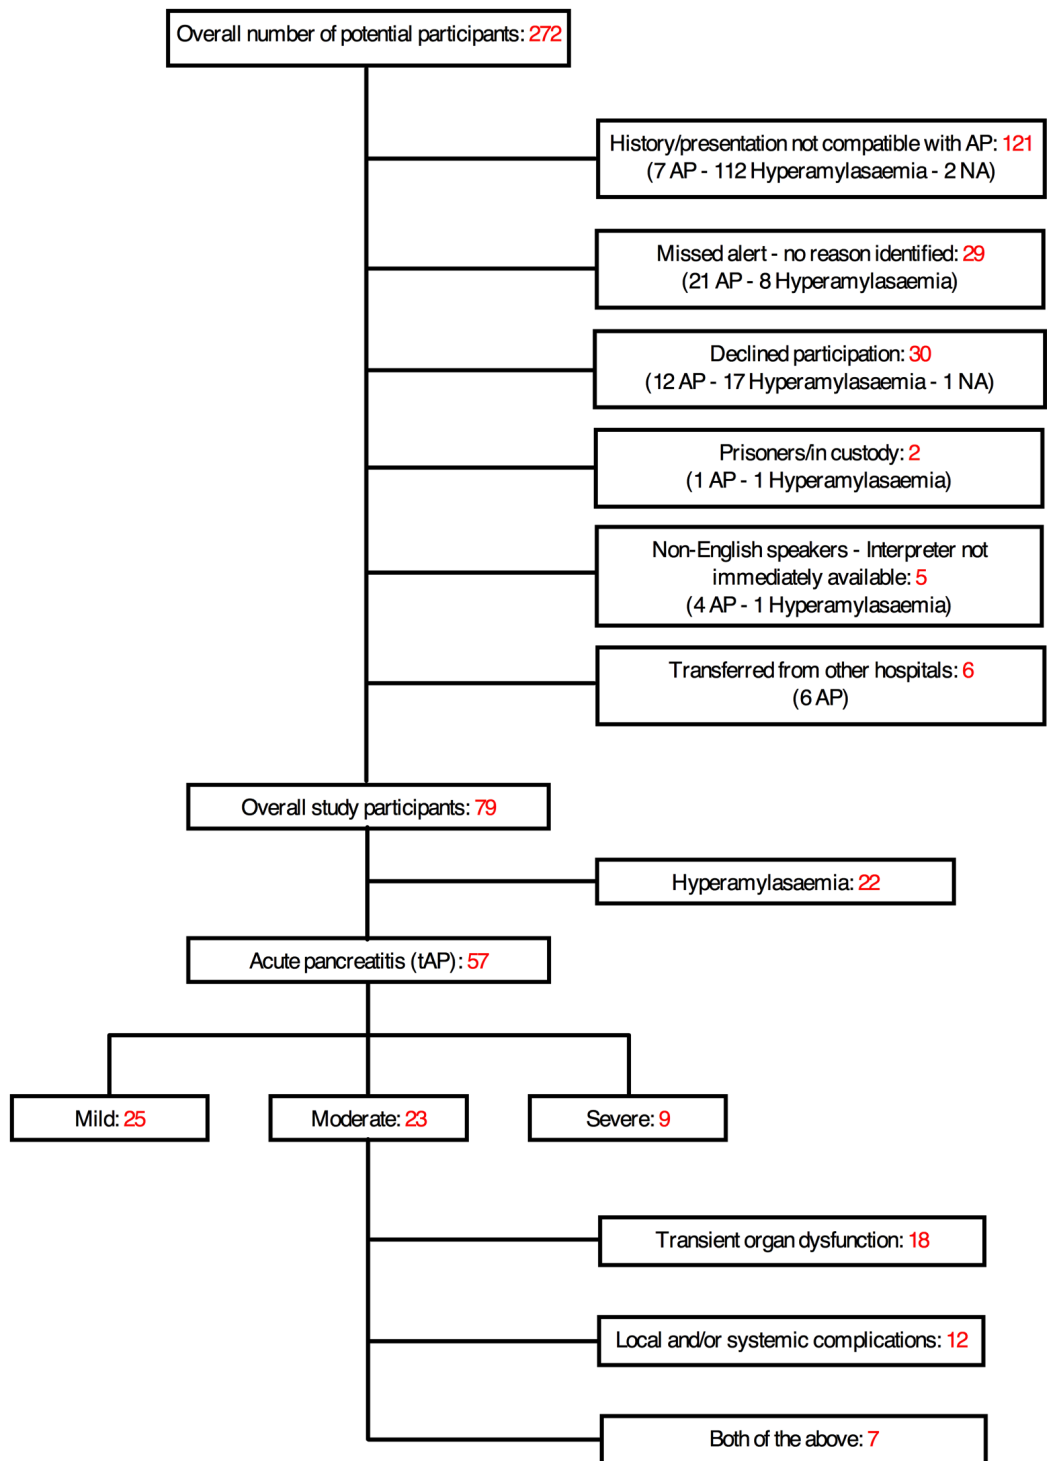 Overall number of potential participants: 272
History/presentation not compatible with AP: 121
(7 AP - 112 Hyperamylasaemia - 2 NA)
Missed alert - no reason identified: 29
(21 AP - 8 Hyperamylasaemia)
Declined participation: 30
(12 AP - 17 Hyperamylasaemia - 1 NA)
Prisoners/in custody: 2
(1 AP - 1 Hyperamylasaemia)
Non-English speakers - Interpreter not
immediately available: 5
(4 AP - 1 Hyperamylasaemia)
Transferred from other hospitals: 6
(6 AP)
Overall study participants: 79
Hyperamylasaemia: 22
Acute pancreatitis (tAP): 57
Mild: 25
Moderate: 23
Severe: 9
Transient organ dysfunction: 18
Local and/or systemic complications: 12
Both of the above: 7